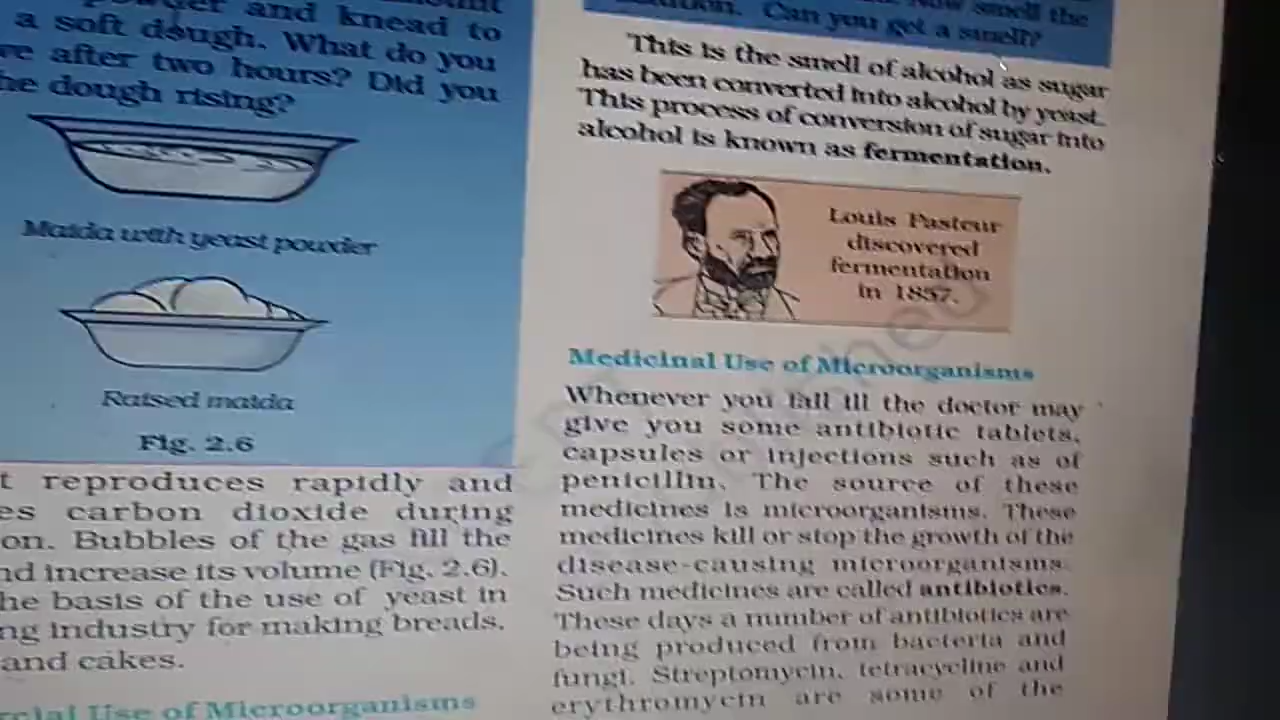 and knead to
a soft dough. What do you
after two hours? Did you
dough rising?
Maida with yeast powder
Raised maida
Fig. 2.6
reproduces rapidly and
carbon dioxide during
Bubbles of the gas fill the
increase its volume (Fig. 2.6).
basis of the use of yeast in
industry for making breads,
and cakes.
Use of Microorganisms
Now smell the
Can you get a smell?
This is the smell of alcohol as sugar
has been converted into alcohol by yeast.
This process of conversion of sugar into
alcohol is known as fermentation.
Louis Pasteur
discovered
fermentation
in 1857.
Medicinal Use of Microorganisms
Whenever you fall ill the doctor may
give you some antibiotic tablets,
capsules or injections such as of
penicillin. The source of these
medicines is microorganisms. These
medicines kill or stop the growth of the
disease-causing microorganisms.
Such medicines are called antibiotics.
These days a number of antibiotics are
being produced from bacteria and
fungi. Streptomycin, tetracycline and
erythromycin are some of the